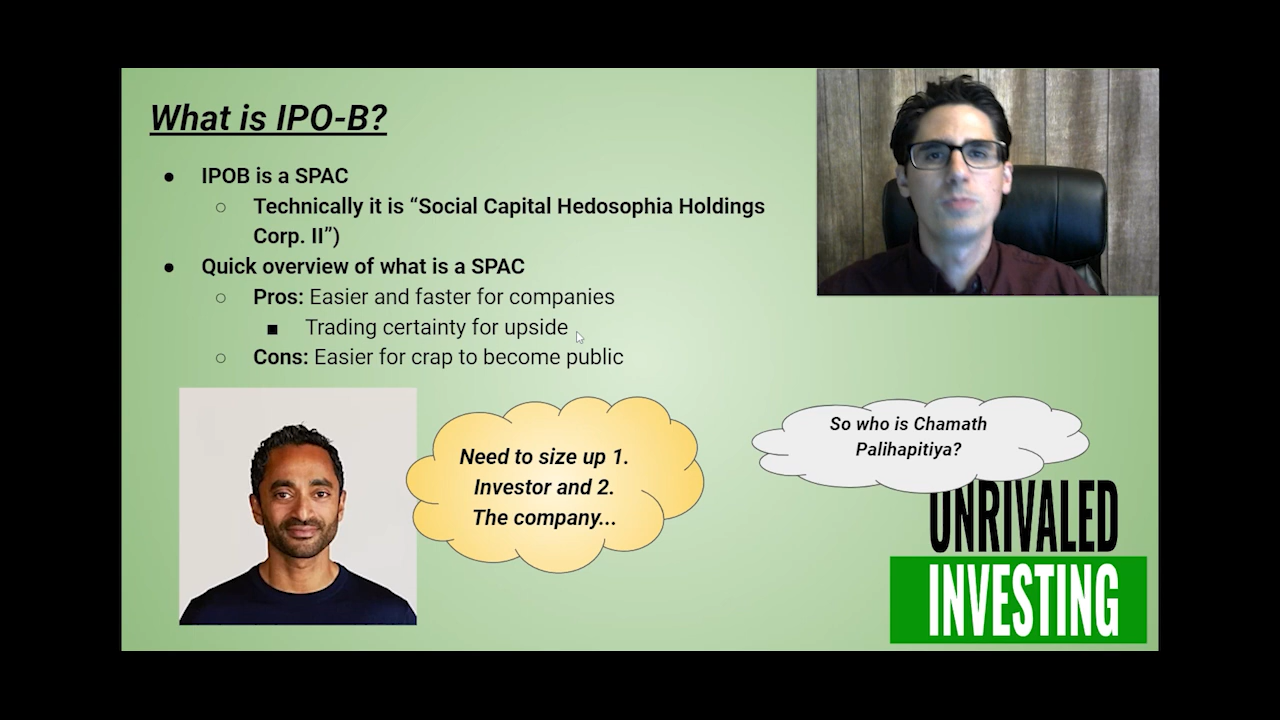 What is IPO-B?
● IPOB is a SPAC
○ Technically it is “Social Capital Hedosophia Holdings
Corp. II”)
● Quick overview of what is a SPAC
○ Pros: Easier and faster for companies
■ Trading certainty for upside
○ Cons: Easier for crap to become public
Need to size up 1.
Investor and 2.
The company...
So who is Chamath
Palihapitiya?
UNRIVALED
INVESTING